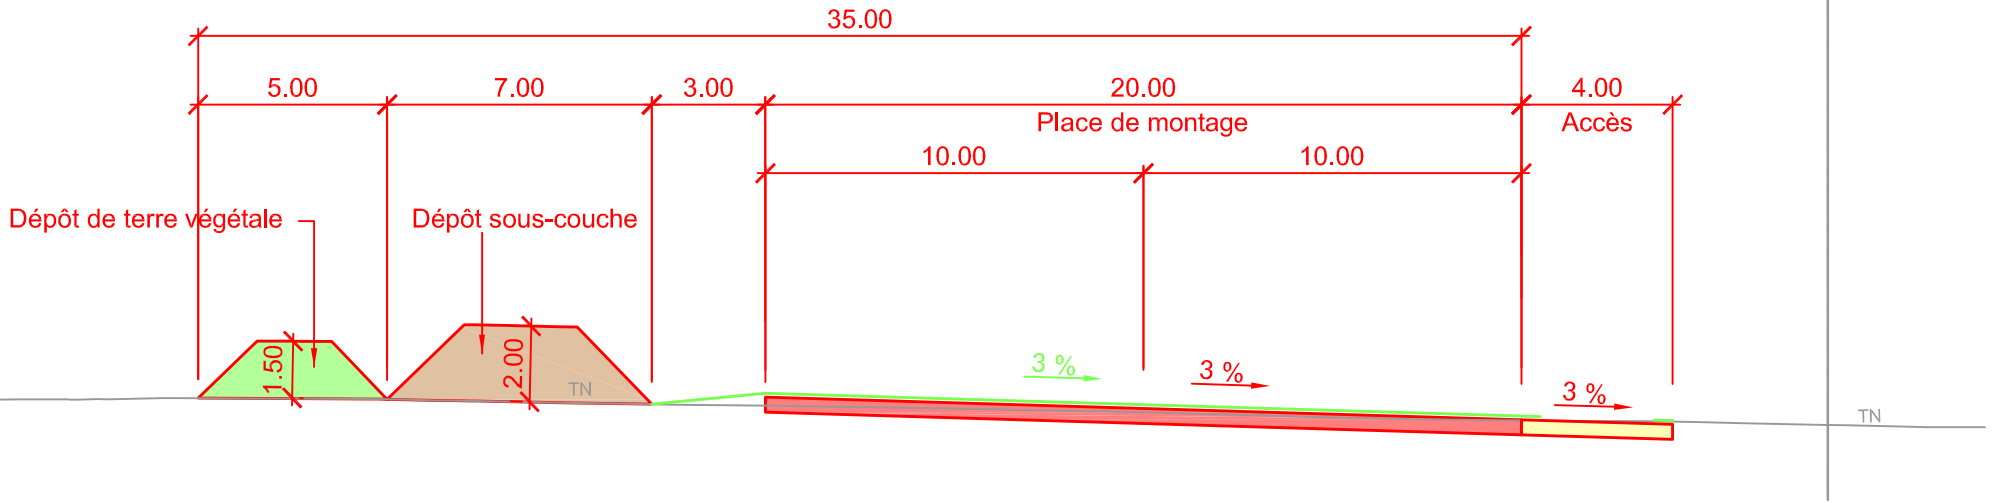 35.00
5.00 7.00 3.00 20.00 4.00
Place de montage Accès
10.00 10.00
Dépôt de terre végétale Dépôt sous-couche
1.50 2.00 TN 3 % 3 % 3 % TN